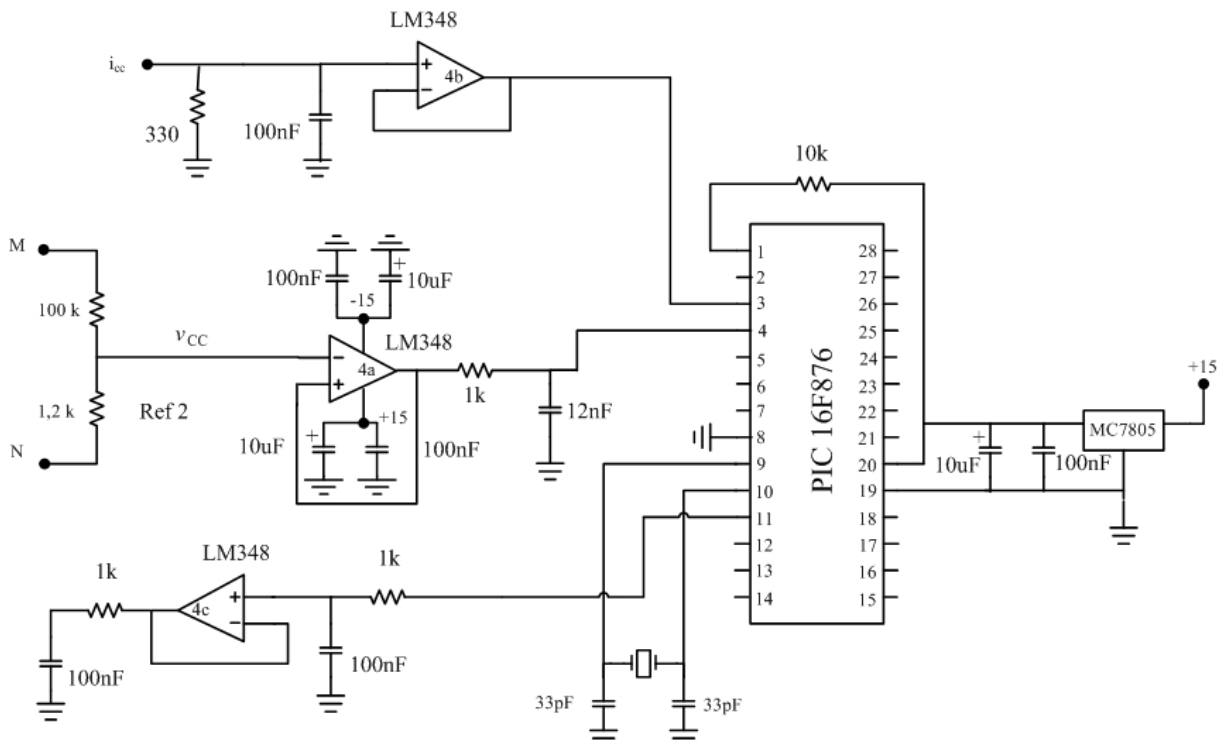 LM348
i_cc
+
4b
−
330
100nF
10k
M
100 k
v_CC
1,2 k
N
Ref 2
100nF
+
10uF
-15
LM348
−
4a
+
1k
12nF
+15
10uF
+
100nF
PIC 16F876
1
2
3
4
5
6
7
8
9
10
11
12
13
14
28
27
26
25
24
23
22
21
20
19
18
17
16
15
+15
MC7805
+
10uF
100nF
LM348
1k
1k
+
4c
−
100nF
100nF
33pF
33pF